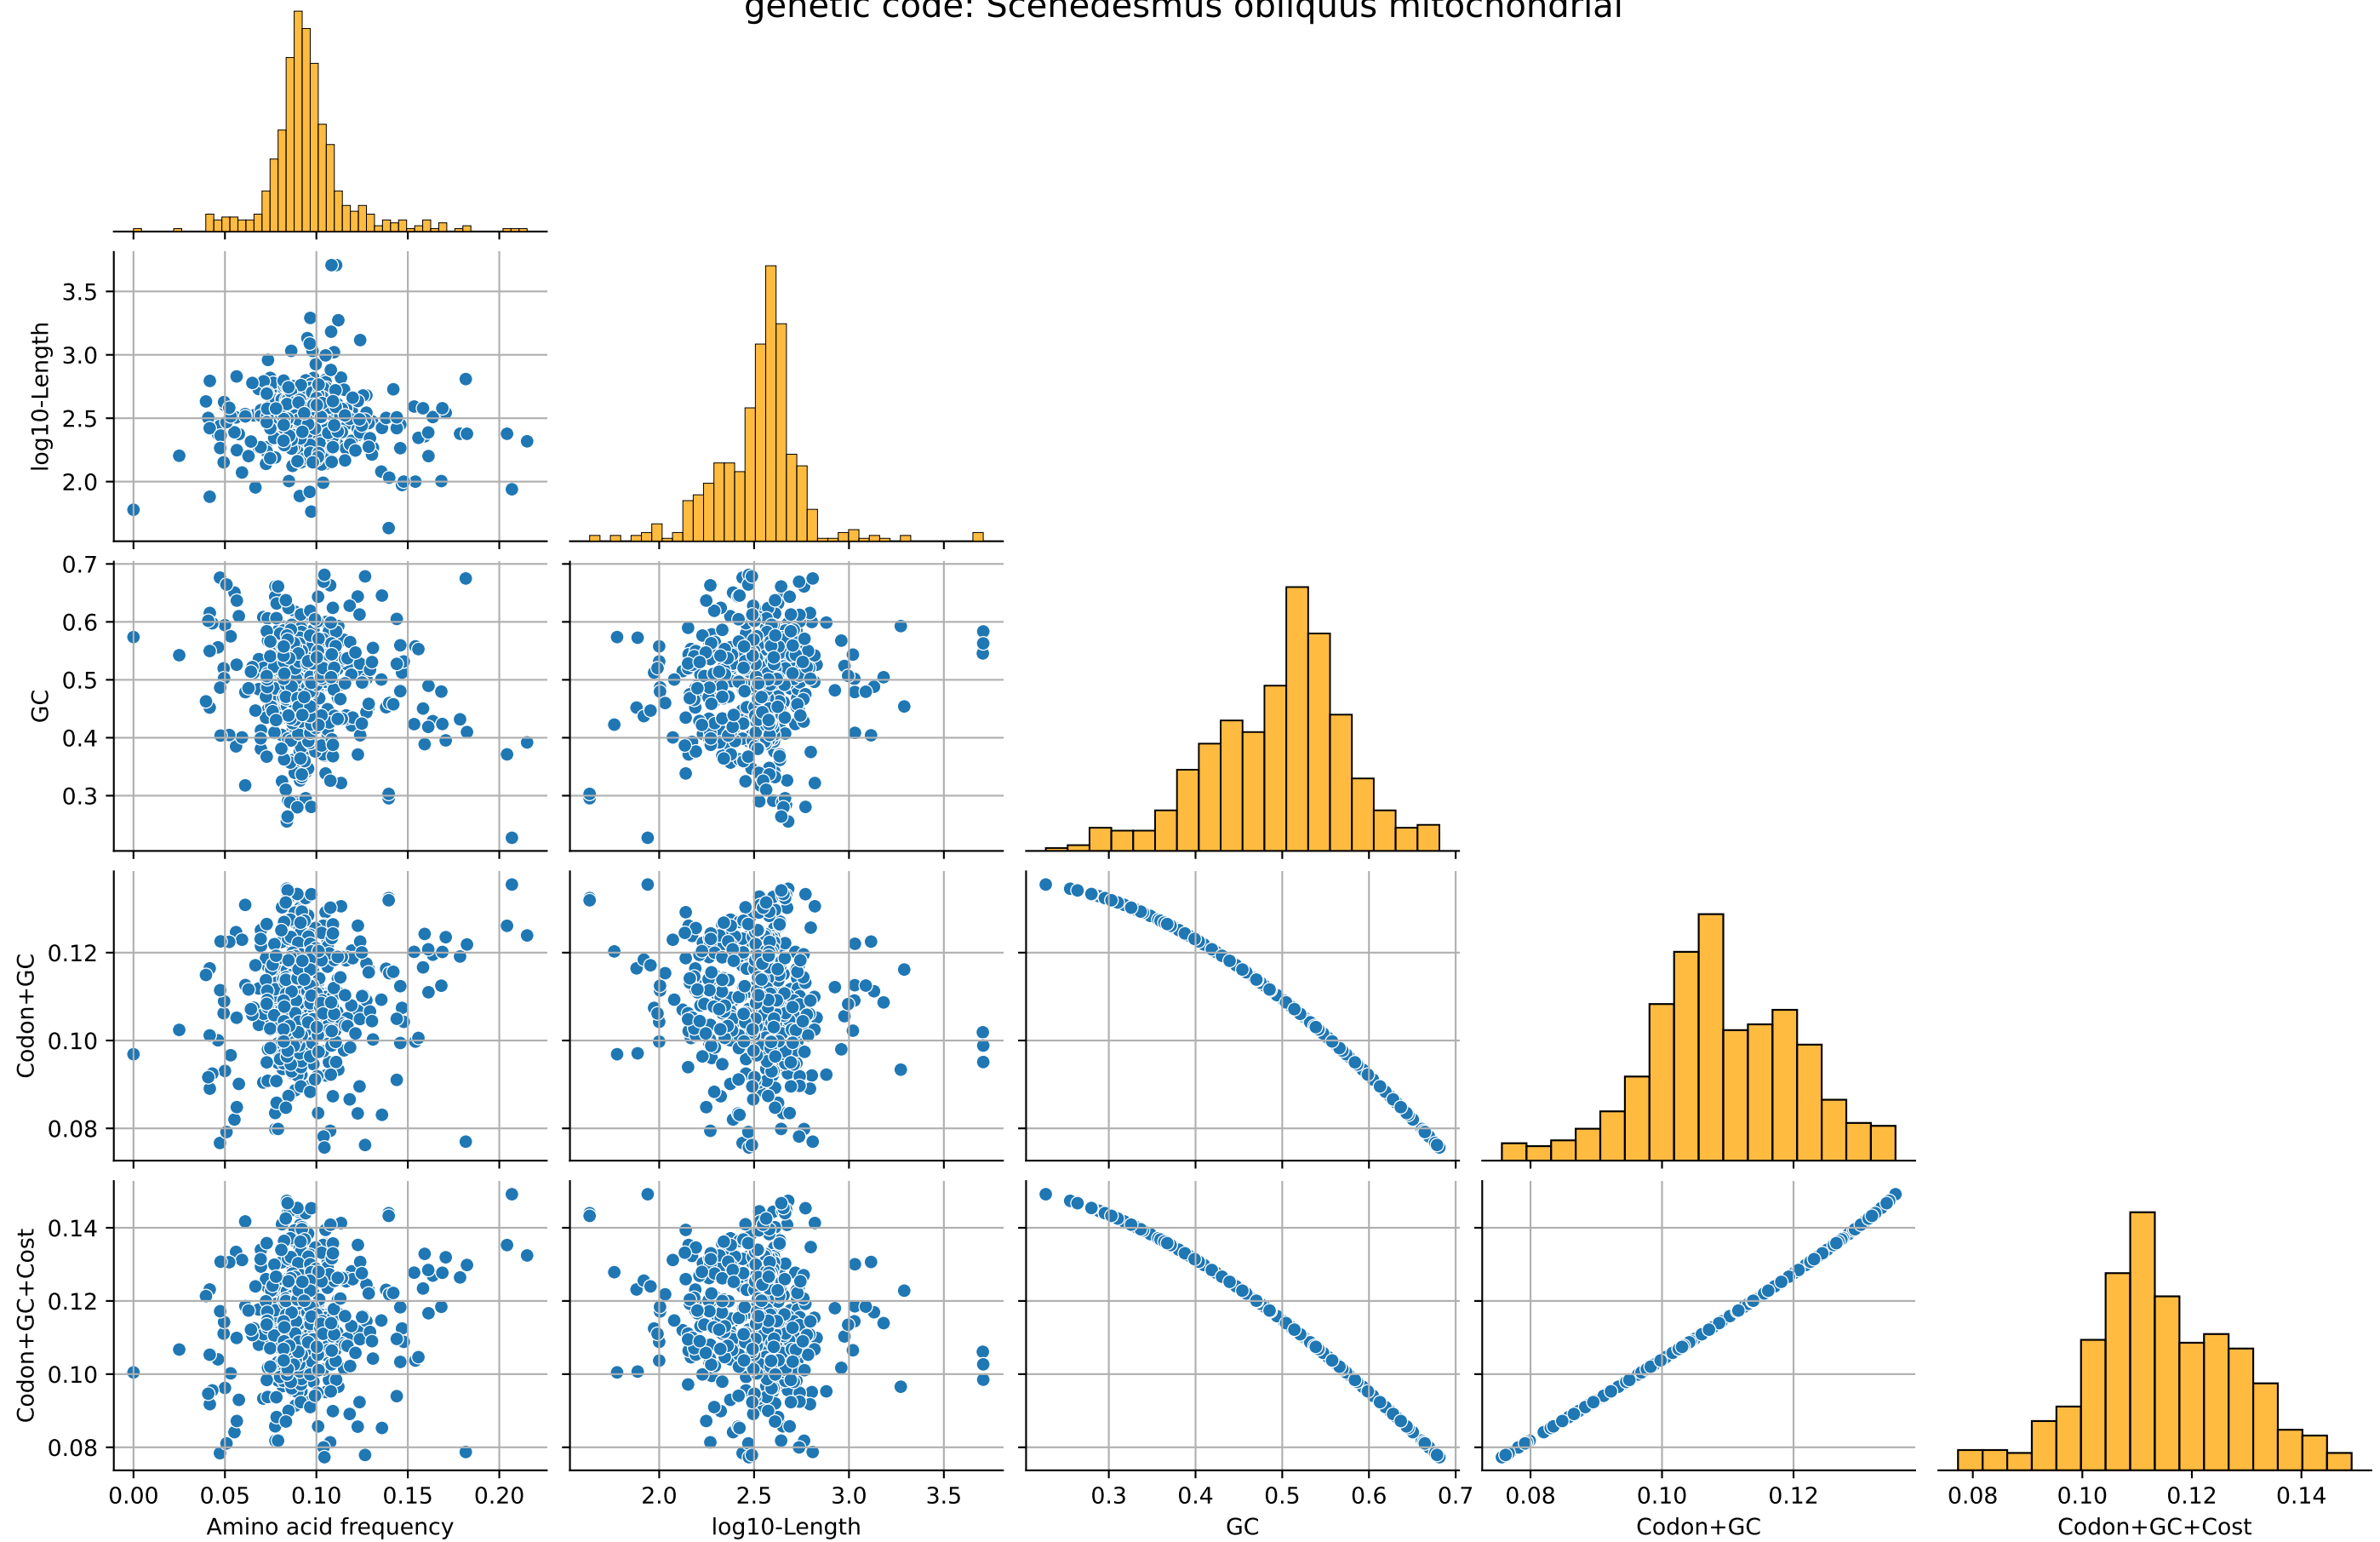 genetic code: Scenedesmus obliquus mitochondrial
3.5
3.0
2.5
2.0
log10-Length
0.7
0.6
0.5
0.4
0.3
GC
0.12
0.10
0.08
Codon+GC
0.14
0.12
0.10
0.08
Codon+GC+Cost
0.00 0.05 0.10 0.15 0.20 2.0 2.5 3.0 3.5 0.3 0.4 0.5 0.6 0.7 0.08 0.10 0.12 0.08 0.10 0.12 0.14
Amino acid frequency log10-Length GC Codon+GC Codon+GC+Cost